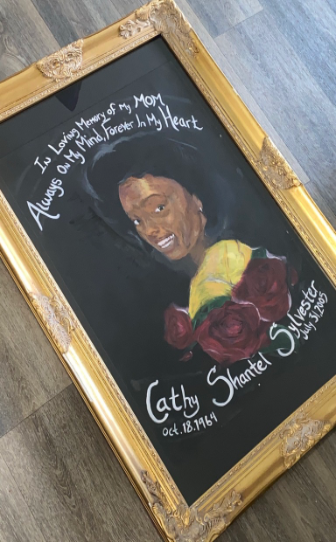 In Loving Memory of my MOM
Always On My Mind, Forever In My Heart
Cathy Shantel Sylvester
Oct.18.1964
July 31.2005